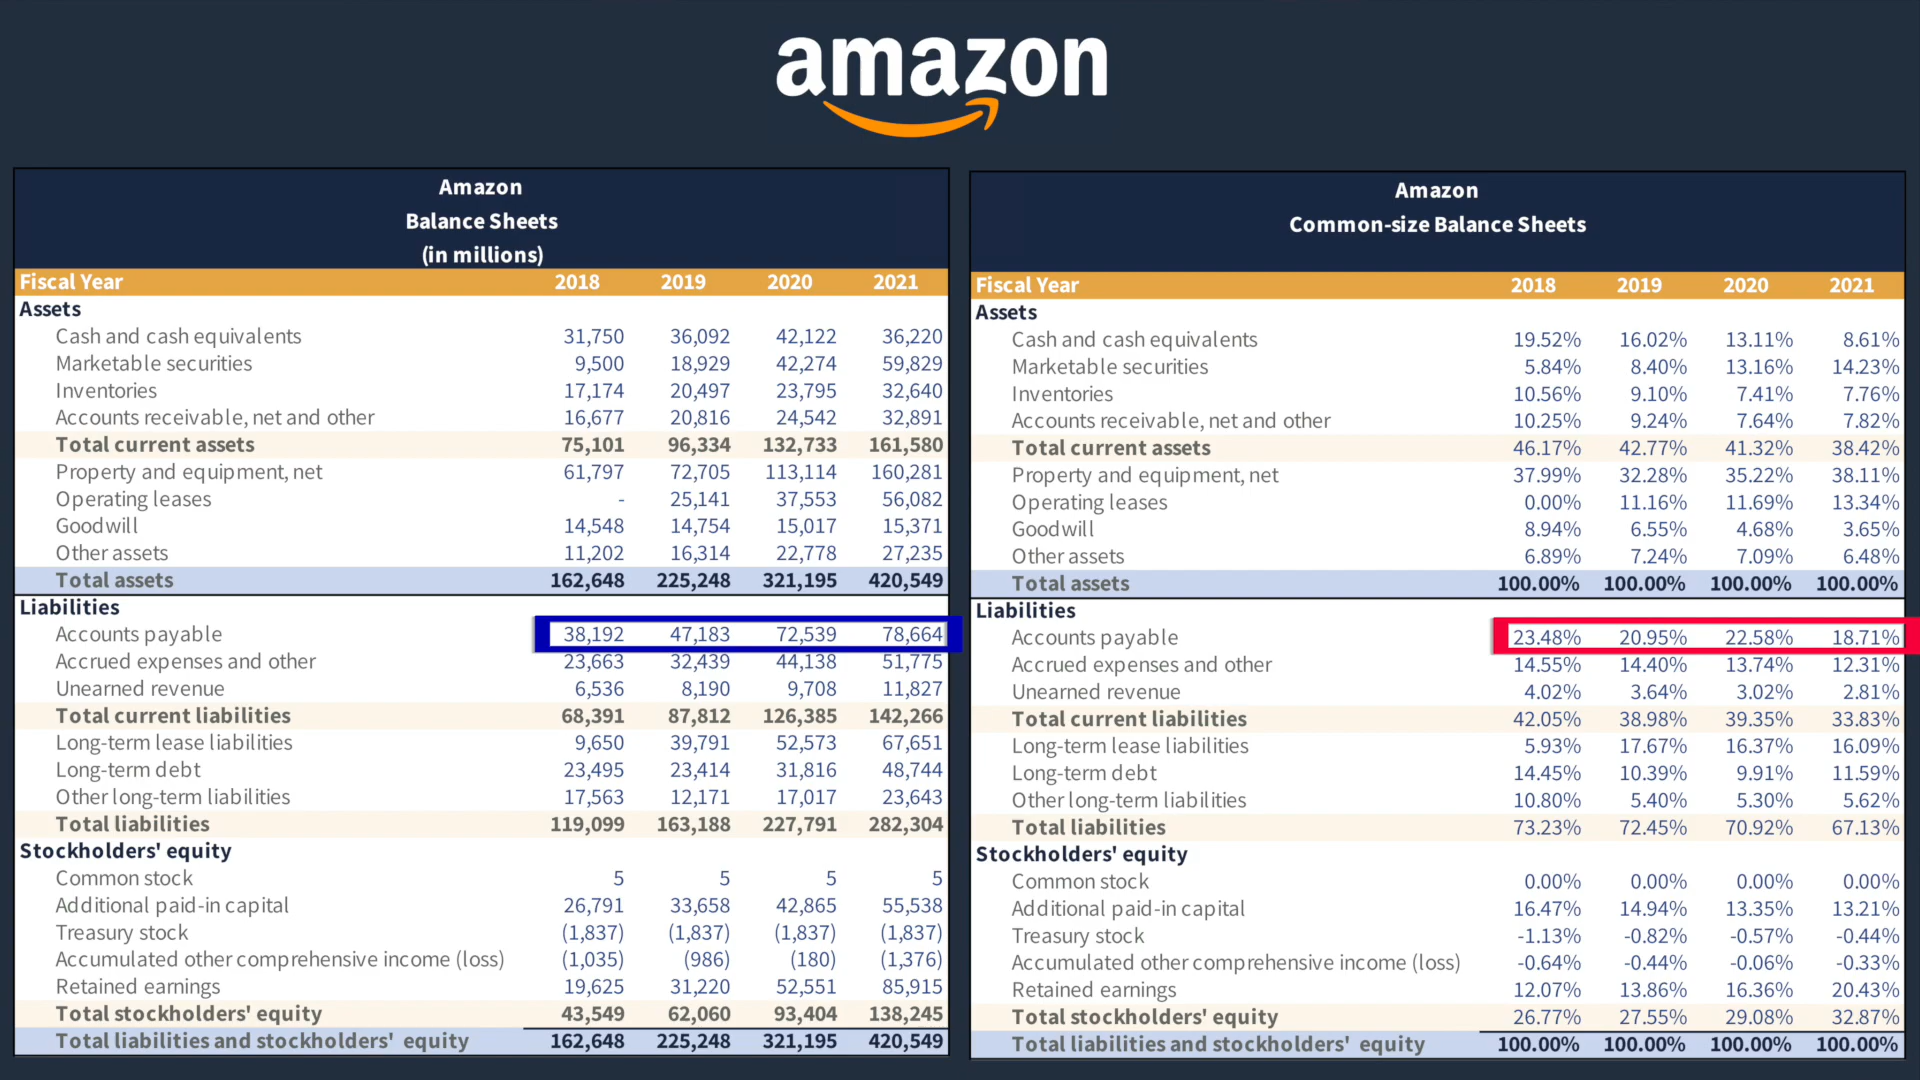 amazon
Amazon
Balance Sheets
(in millions)
Fiscal Year 2018 2019 2020 2021
Assets
Cash and cash equivalents 31,750 36,092 42,122 36,220
Marketable securities 9,500 18,929 42,274 59,829
Inventories 17,174 20,497 23,795 32,640
Accounts receivable, net and other 16,677 20,816 24,542 32,891
Total current assets 75,101 96,334 132,733 161,580
Property and equipment, net 61,797 72,705 113,114 160,281
Operating leases - 25,141 37,553 56,082
Goodwill 14,548 14,754 15,017 15,371
Other assets 11,202 16,314 22,778 27,235
Total assets 162,648 225,248 321,195 420,549
Liabilities
Accounts payable 38,192 47,183 72,539 78,664
Accrued expenses and other 23,663 32,439 44,138 51,775
Unearned revenue 6,536 8,190 9,708 11,827
Total current liabilities 68,391 87,812 126,385 142,266
Long-term lease liabilities 9,650 39,791 52,573 67,651
Long-term debt 23,495 23,414 31,816 48,744
Other long-term liabilities 17,563 12,171 17,017 23,643
Total liabilities 119,099 163,188 227,791 282,304
Stockholders' equity
Common stock 5 5 5 5
Additional paid-in capital 26,791 33,658 42,865 55,538
Treasury stock (1,837) (1,837) (1,837) (1,837)
Accumulated other comprehensive income (loss) (1,035) (986) (180) (1,376)
Retained earnings 19,625 31,220 52,551 85,915
Total stockholders' equity 43,549 62,060 93,404 138,245
Total liabilities and stockholders' equity 162,648 225,248 321,195 420,549
Amazon
Common-size Balance Sheets
Fiscal Year 2018 2019 2020 2021
Assets
Cash and cash equivalents 19.52% 16.02% 13.11% 8.61%
Marketable securities 5.84% 8.40% 13.16% 14.23%
Inventories 10.56% 9.10% 7.41% 7.76%
Accounts receivable, net and other 10.25% 9.24% 7.64% 7.82%
Total current assets 46.17% 42.77% 41.32% 38.42%
Property and equipment, net 37.99% 32.28% 35.22% 38.11%
Operating leases 0.00% 11.16% 11.69% 13.34%
Goodwill 8.94% 6.55% 4.68% 3.65%
Other assets 6.89% 7.24% 7.09% 6.48%
Total assets 100.00% 100.00% 100.00% 100.00%
Liabilities
Accounts payable 23.48% 20.95% 22.58% 18.71%
Accrued expenses and other 14.55% 14.40% 13.74% 12.31%
Unearned revenue 4.02% 3.64% 3.02% 2.81%
Total current liabilities 42.05% 38.98% 39.35% 33.83%
Long-term lease liabilities 5.93% 17.67% 16.37% 16.09%
Long-term debt 14.45% 10.39% 9.91% 11.59%
Other long-term liabilities 10.80% 5.40% 5.30% 5.62%
Total liabilities 73.23% 72.45% 70.92% 67.13%
Stockholders' equity
Common stock 0.00% 0.00% 0.00% 0.00%
Additional paid-in capital 16.47% 14.94% 13.35% 13.21%
Treasury stock -1.13% -0.82% -0.57% -0.44%
Accumulated other comprehensive income (loss) -0.64% -0.44% -0.06% -0.33%
Retained earnings 12.07% 13.86% 16.36% 20.43%
Total stockholders' equity 26.77% 27.55% 29.08% 32.87%
Total liabilities and stockholders' equity 100.00% 100.00% 100.00% 100.00%